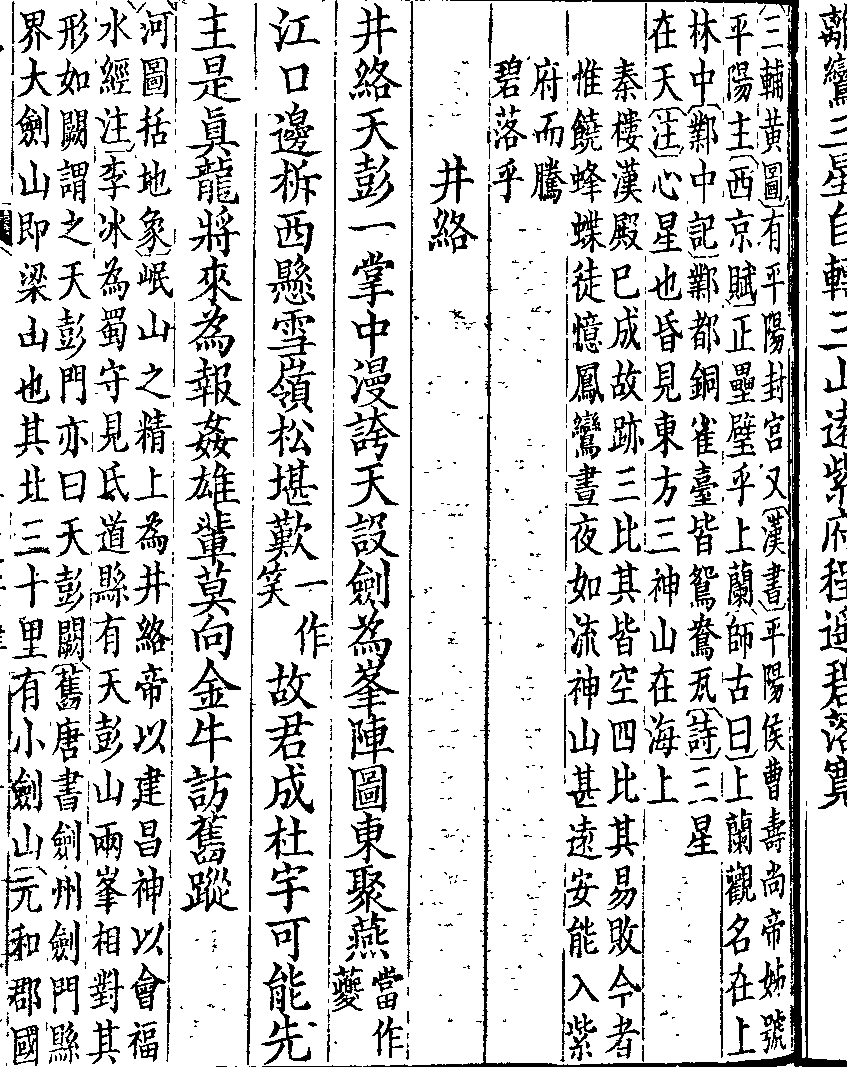 離鸞三星自轉三山遠紫府程遥碧落寛
三輔黄圖有平陽封宮又漢書平陽侯曹壽尚帝姊號
平陽主西京賦正壘壁乎上蘭師古曰上蘭觀名在上
林中鄴中記鄴都銅雀臺皆鴛鴦瓦詩三星
在天注心星也昏見東方三神山在海上
秦樓漢殿已成故跡三比其皆空四比其易敗今者
惟饒蜂蝶徒憶鳳鸞晝夜如流神山甚遠安能入紫
府而騰
碧落乎
井絡
井絡天彭一掌中漫誇天設劍為峯陣圖東聚燕當作夔
江口邊柝西懸雪嶺松堪歎一作笑故君成杜宇可能先
主是真龍將來為報姦雄輩莫向金牛訪舊蹤
河圖括地象岷山之精上為井絡帝以建昌神以會福
水經注李冰為蜀守見氐道縣有天彭山兩峯相對其
形如闕謂之天彭門亦曰天彭闕舊唐書劍州劍門縣
界大劍山即梁山也其北三十里有小劍山元和郡國